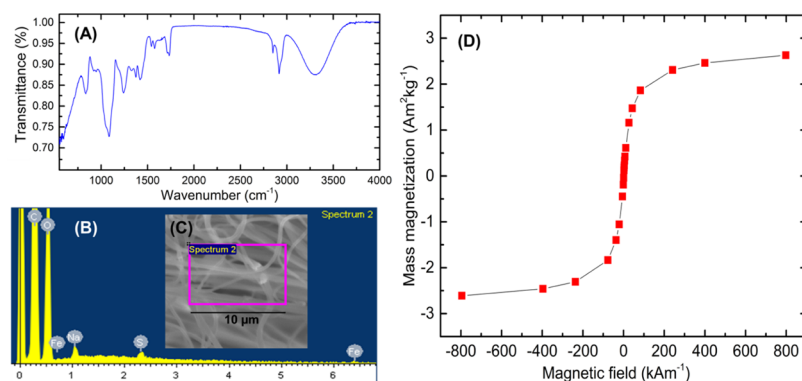 (A)
Transmittance (%)
1.00
0.95
0.90
0.85
0.80
0.75
0.70
1000 1500 2000 2500 3000 3500 4000
Wavenumber (cm⁻¹)
(B)
Spectrum 2
C
O
Fe
Na
S
Fe
0 1 2 3 4 5 6
(C)
Spectrum 2
10 µm
(D)
Mass magnetization (Am²kg⁻¹)
3
2
1
0
-1
-2
-3
-800 -600 -400 -200 0 200 400 600 800
Magnetic field (kAm⁻¹)